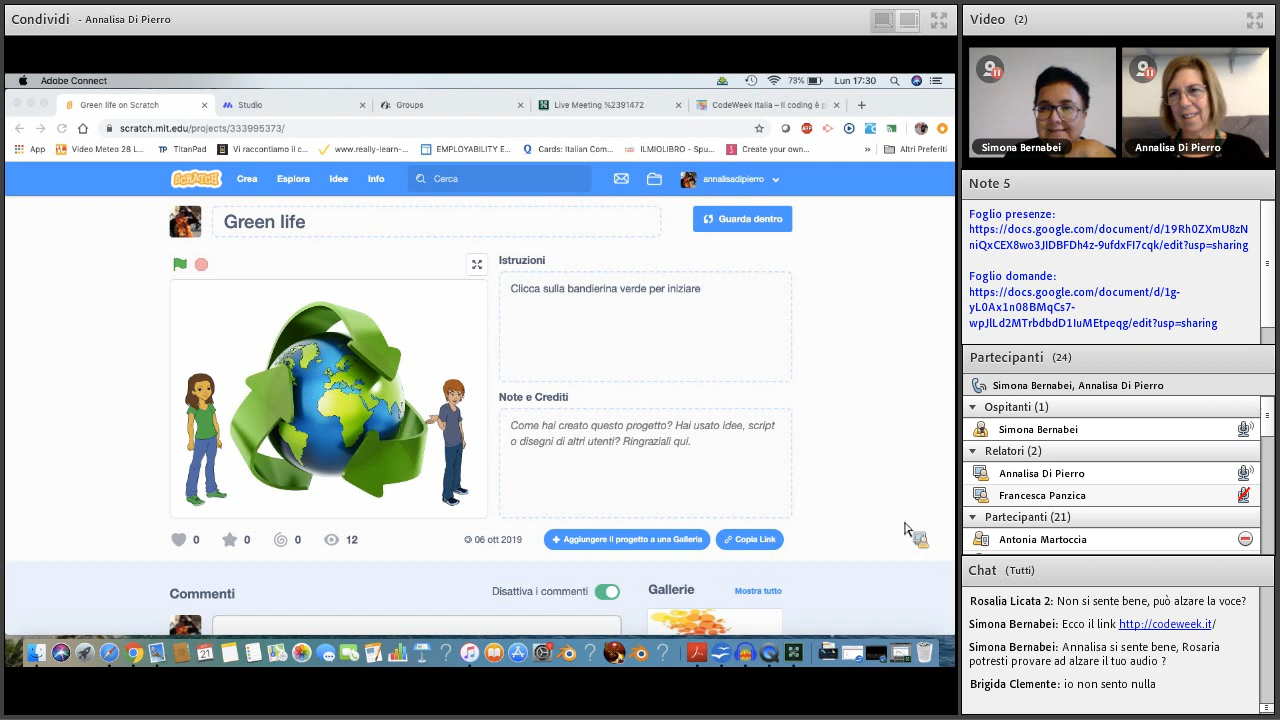 Condividi - Annalisa Di Pierro
Adobe Connect
73%
Lun 17:30
Green life on Scratch
Studio
Groups
Live Meeting %2391472
CodeWeek Italia – Il coding è p
scratch.mit.edu/projects/333995373/
App
Video Meteo 28 L...
TitanPad
Vi raccontiamo il c...
www.really-learn-...
EMPLOYABILITY E...
Cards: Italian Com...
ILMIOLIBRO - Spu...
Create your own...
»
Altri Preferiti
SCRATCH
Crea
Esplora
Idee
Info
Cerca
annalisadipierro
Green life
Guarda dentro
Istruzioni
Clicca sulla bandierina verde per iniziare
Note e Crediti
Come hai creato questo progetto? Hai usato idee, script
o disegni di altri utenti? Ringraziali qui.
0
0
0
12
© 06 ott 2019
Aggiungere il progetto a una Galleria
Copia Link
Commenti
Disattiva i commenti
Gallerie
Mostra tutto
Video (2)
Simona Bernabei
Annalisa Di Pierro
Note 5
Foglio presenze:
https://docs.google.com/document/d/19Rh0ZXmU8zN
niQxCEX8wo3JIDBFDh4z-9ufdxFI7cqk/edit?usp=sharing
Foglio domande:
https://docs.google.com/document/d/1g-
yL0Ax1n08BMqCs7-
wpJlLd2MTrbdbdD1IuMEtpeqg/edit?usp=sharing
Partecipanti (24)
Simona Bernabei, Annalisa Di Pierro
Ospitanti (1)
Simona Bernabei
Relatori (2)
Annalisa Di Pierro
Francesca Panzica
Partecipanti (21)
Antonia Martoccia
Chat (Tutti)
Rosalia Licata 2: Non si sente bene, può alzare la voce?
Simona Bernabei: Ecco il link http://codeweek.it/
Simona Bernabei: Annalisa si sente bene, Rosaria
potresti provare ad alzare il tuo audio ?
Brigida Clemente: io non sento nulla